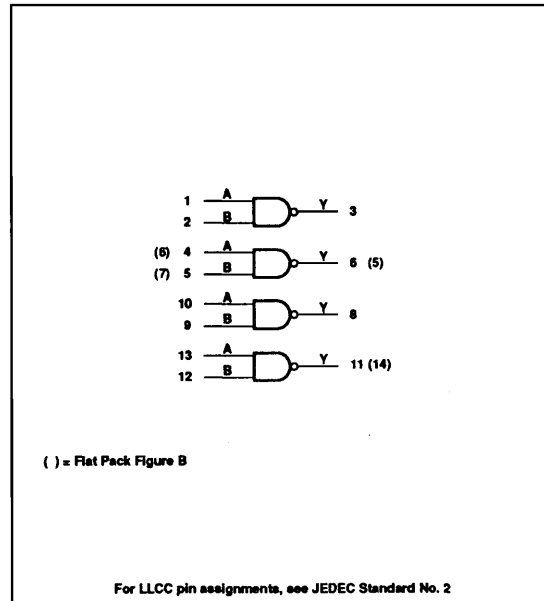 A
1
Y
3
B
2
A
(6) 4
Y
6 (5)
B
(7) 5
A
10
Y
8
B
9
A
13
Y
11 (14)
B
12
( ) = Flat Pack Figure B
For LLCC pin assignments, see JEDEC Standard No. 2